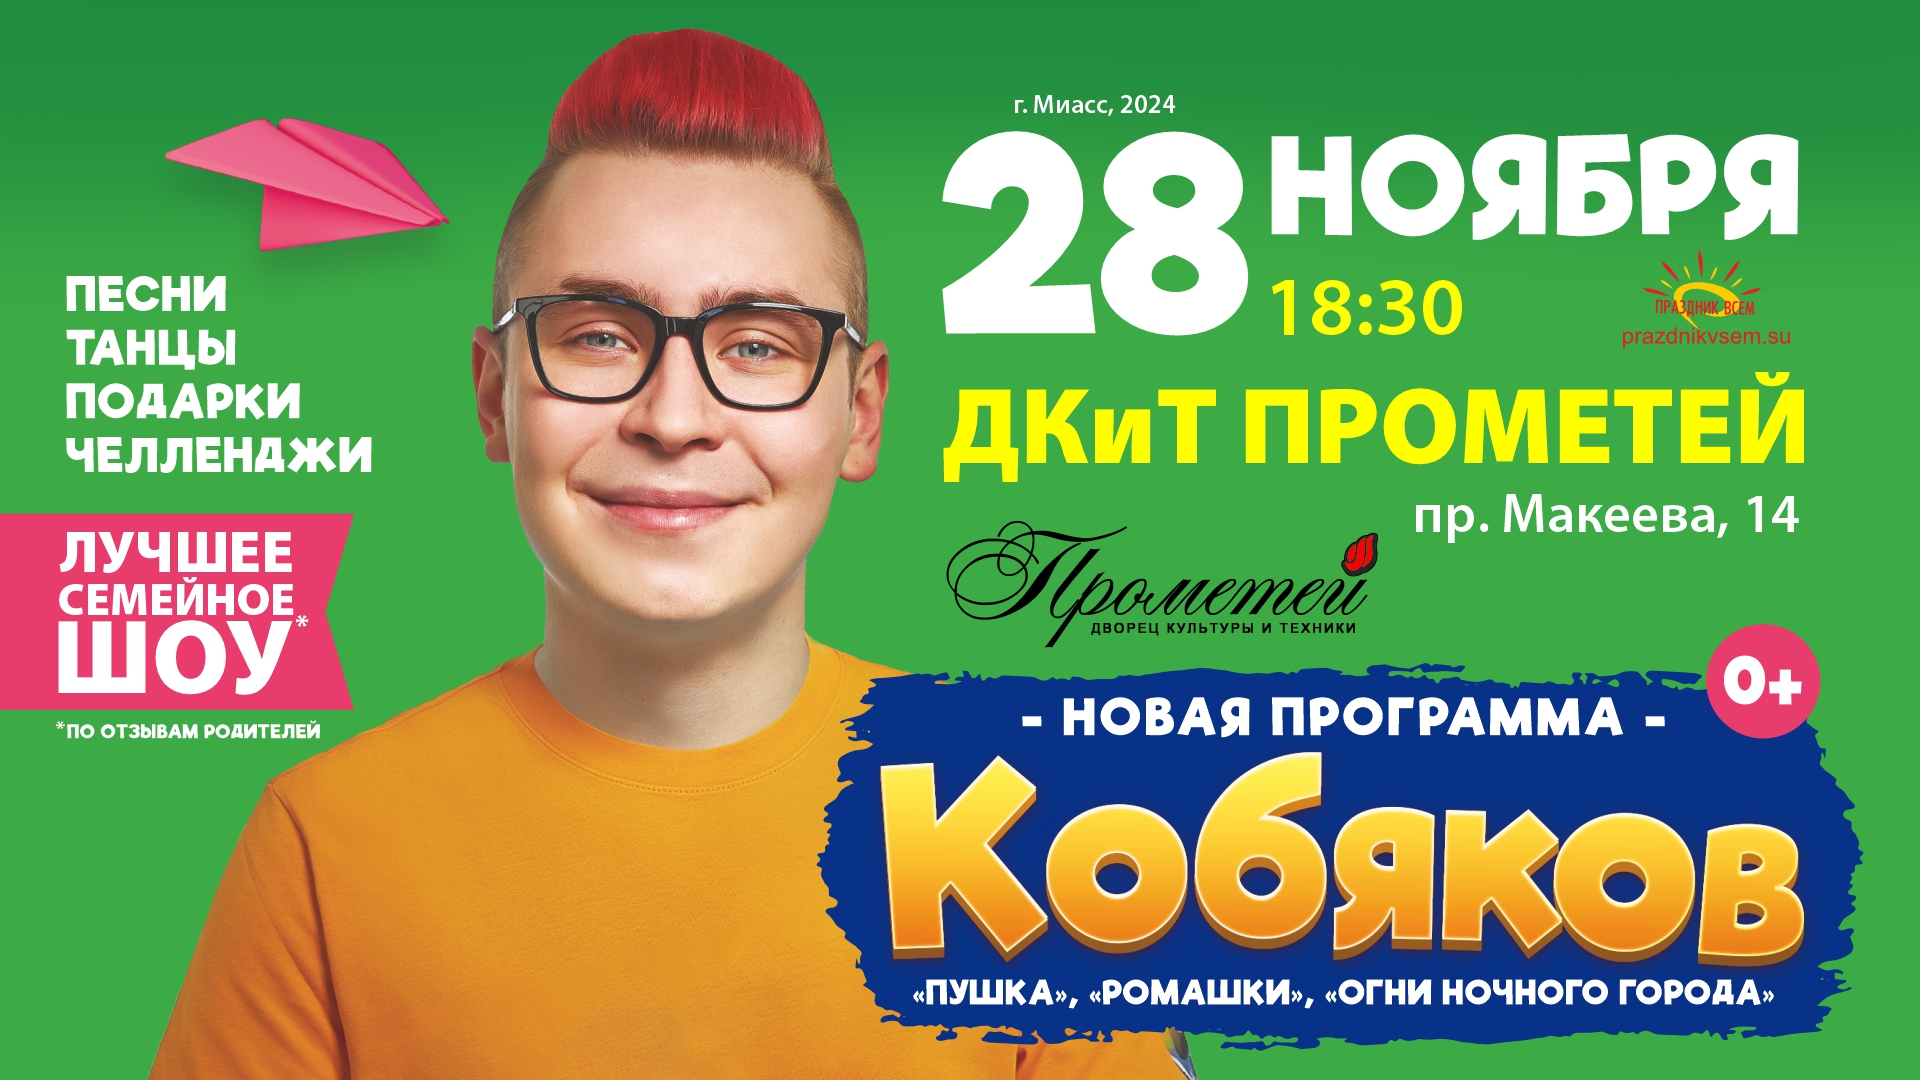 г. Миасс, 2024
28 НОЯБРЯ
18:30
ПРАЗДНИК ВСЕМ
prazdnikvsem.su
ДКиТ ПРОМЕТЕЙ
пр. Макеева, 14
Прометей
ДВОРЕЦ КУЛЬТУРЫ И ТЕХНИКИ
ПЕСНИ
ТАНЦЫ
ПОДАРКИ
ЧЕЛЛЕНДЖИ
ЛУЧШЕЕ
СЕМЕЙНОЕ
ШОУ*
*ПО ОТЗЫВАМ РОДИТЕЛЕЙ
0+
- НОВАЯ ПРОГРАММА -
Кобяков
«ПУШКА», «РОМАШКИ», «ОГНИ НОЧНОГО ГОРОДА»